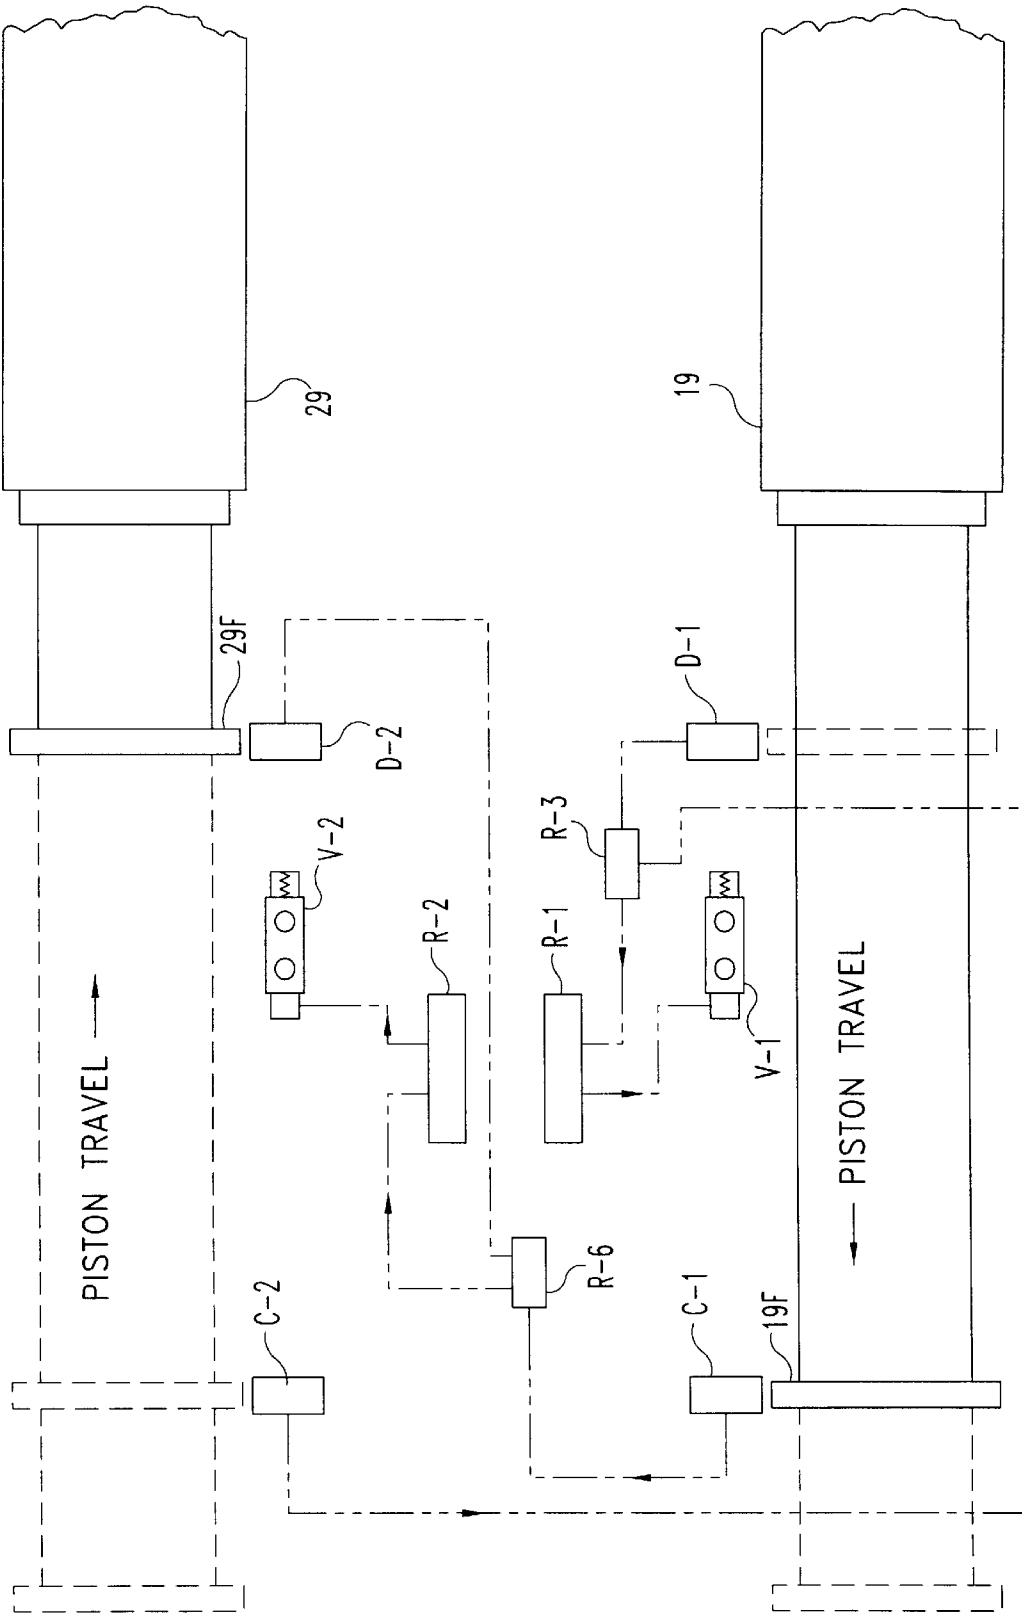 29
19
29F
D-1
D-2
R-3
V-2
R-2
R-1
PISTON TRAVEL
V-1
PISTON TRAVEL
R-6
C-2
C-1
19F